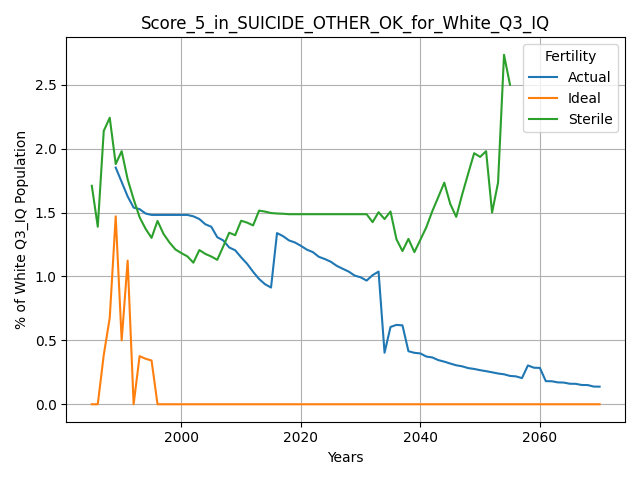 Score_5_in_SUICIDE_OTHER_OK_for_White_Q3_IQ
Fertility
Actual
Ideal
Sterile
% of White Q3_IQ Population
2.5
2.0
1.5
1.0
0.5
0.0
2000
2020
2040
2060
Years